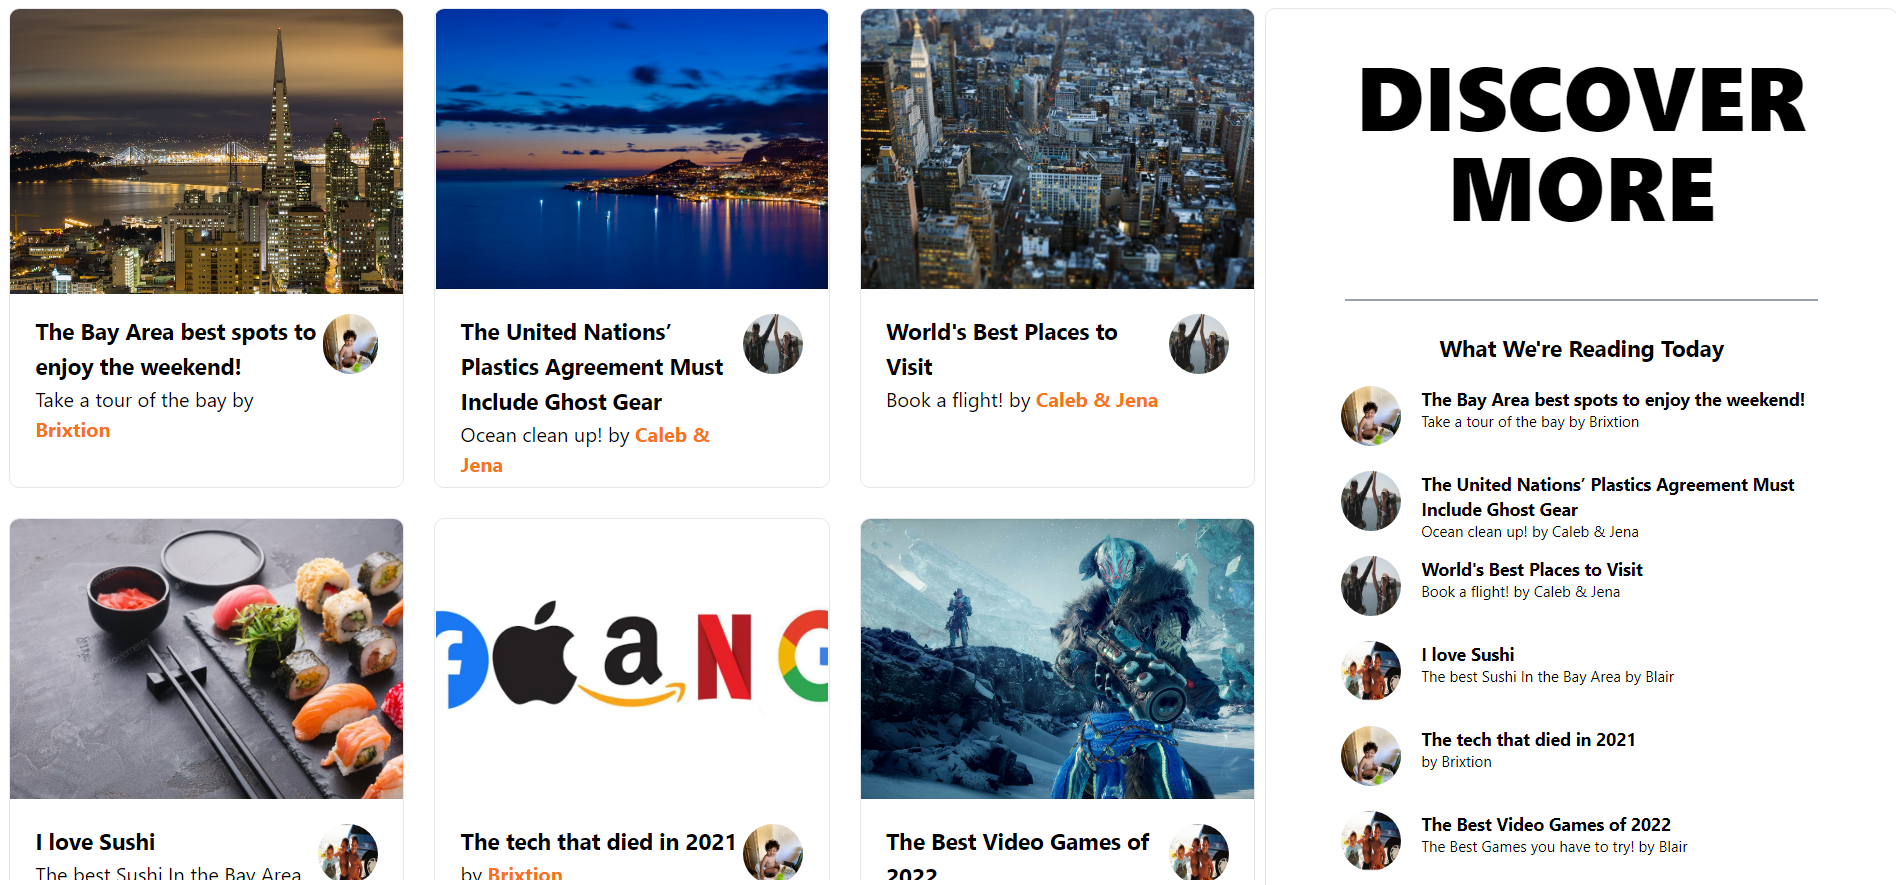 The Bay Area best spots to
enjoy the weekend!
Take a tour of the bay by
Brixtion
The United Nations’
Plastics Agreement Must
Include Ghost Gear
Ocean clean up! by Caleb &
Jena
World's Best Places to
Visit
Book a flight! by Caleb & Jena
I love Sushi
The best Sushi In the Bay Area
f a N G
The tech that died in 2021
by Brixtion
The Best Video Games of
2022
DISCOVER
MORE
What We're Reading Today
The Bay Area best spots to enjoy the weekend!
Take a tour of the bay by Brixtion
The United Nations’ Plastics Agreement Must
Include Ghost Gear
Ocean clean up! by Caleb & Jena
World's Best Places to Visit
Book a flight! by Caleb & Jena
I love Sushi
The best Sushi In the Bay Area by Blair
The tech that died in 2021
by Brixtion
The Best Video Games of 2022
The Best Games you have to try! by Blair